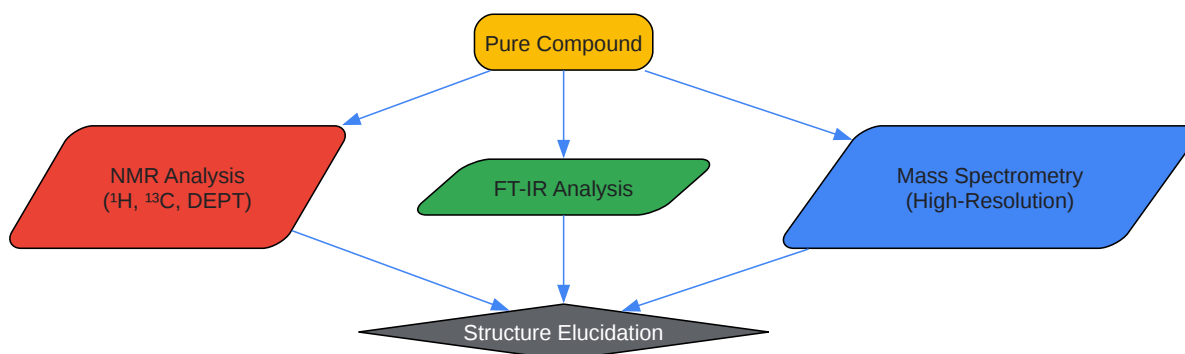 Pure Compound
NMR Analysis
(¹H, ¹³C, DEPT)
FT-IR Analysis
Mass Spectrometry
(High-Resolution)
Structure Elucidation